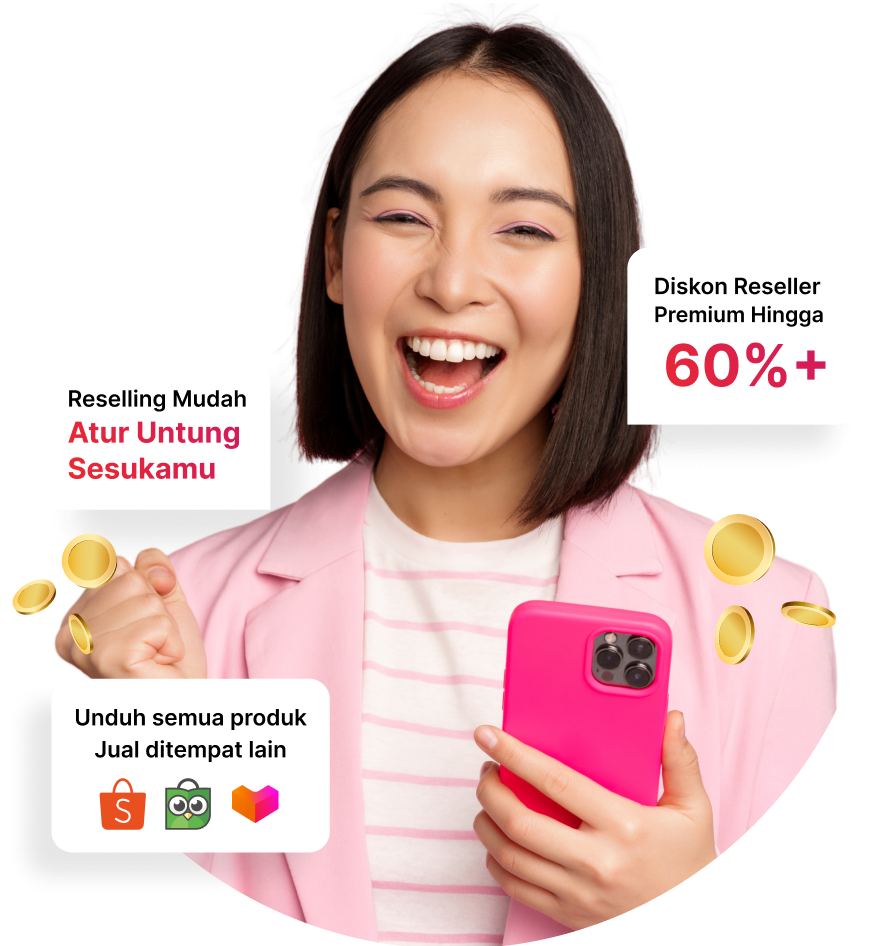 Diskon Reseller
Premium Hingga
60%+
Reselling Mudah
Atur Untung
Sesukamu
Unduh semua produk
Jual ditempat lain
S